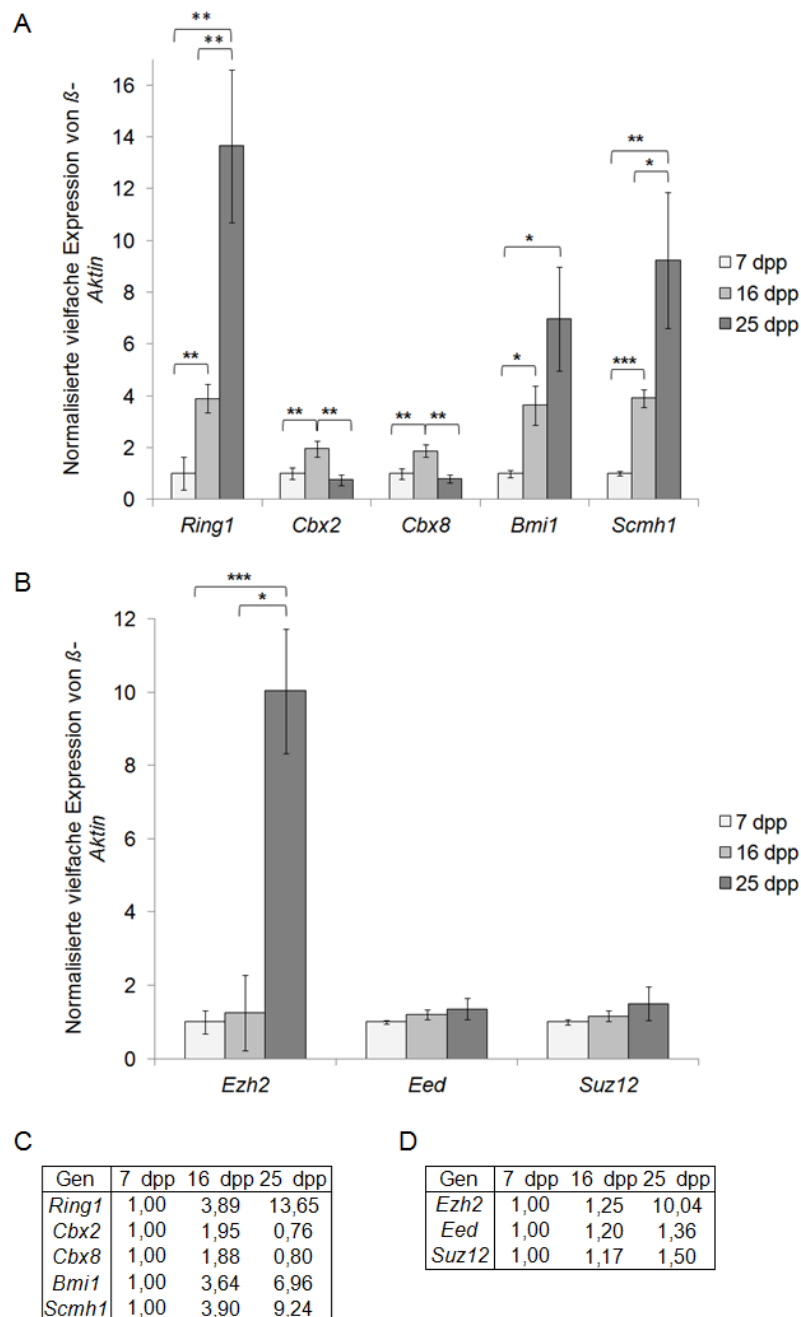 A
** 
**
Normalisierte vielfache Expression von ß-
Aktin
16
14
12
10
8
6
4
2
0
**
** **
** **
*
*
**
*
***
Ring1 Cbx2 Cbx8 Bmi1 Scmh1
7 dpp
16 dpp
25 dpp
B
***
*
Normalisierte vielfache Expression von ß-
Aktin
12
10
8
6
4
2
0
Ezh2 Eed Suz12
7 dpp
16 dpp
25 dpp
C
Gen 7 dpp 16 dpp 25 dpp
Ring1 1,00 3,89 13,65
Cbx2 1,00 1,95 0,76
Cbx8 1,00 1,88 0,80
Bmi1 1,00 3,64 6,96
Scmh1 1,00 3,90 9,24
D
Gen 7 dpp 16 dpp 25 dpp
Ezh2 1,00 1,25 10,04
Eed 1,00 1,20 1,36
Suz12 1,00 1,17 1,50